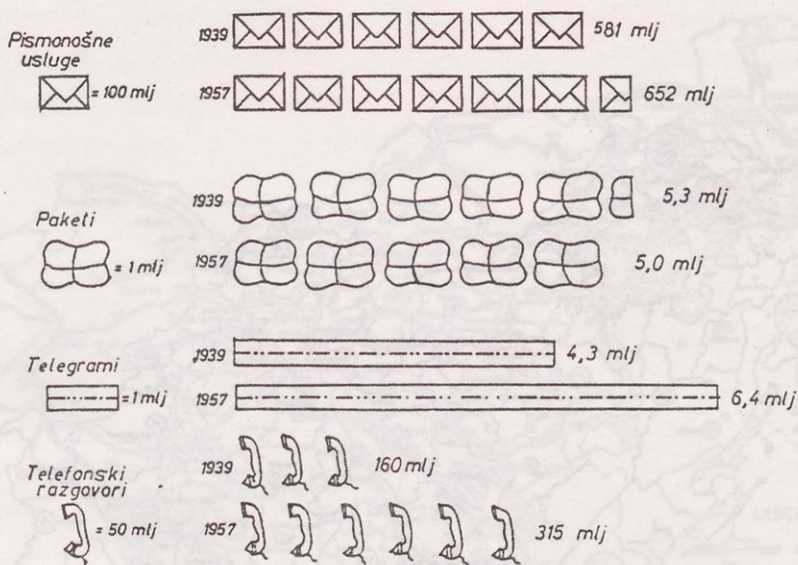 Pismonošne
usluge
= 100 mlj
1939 581 mlj
1957 652 mlj
Paketi
= 1 mlj
1939 5,3 mlj
1957 5,0 mlj
Telegrami
= 1 mlj
1939 4,3 mlj
1957 6,4 mlj
Telefonski
razgovori
= 50 mlj
1939 160 mlj
1957 315 mlj